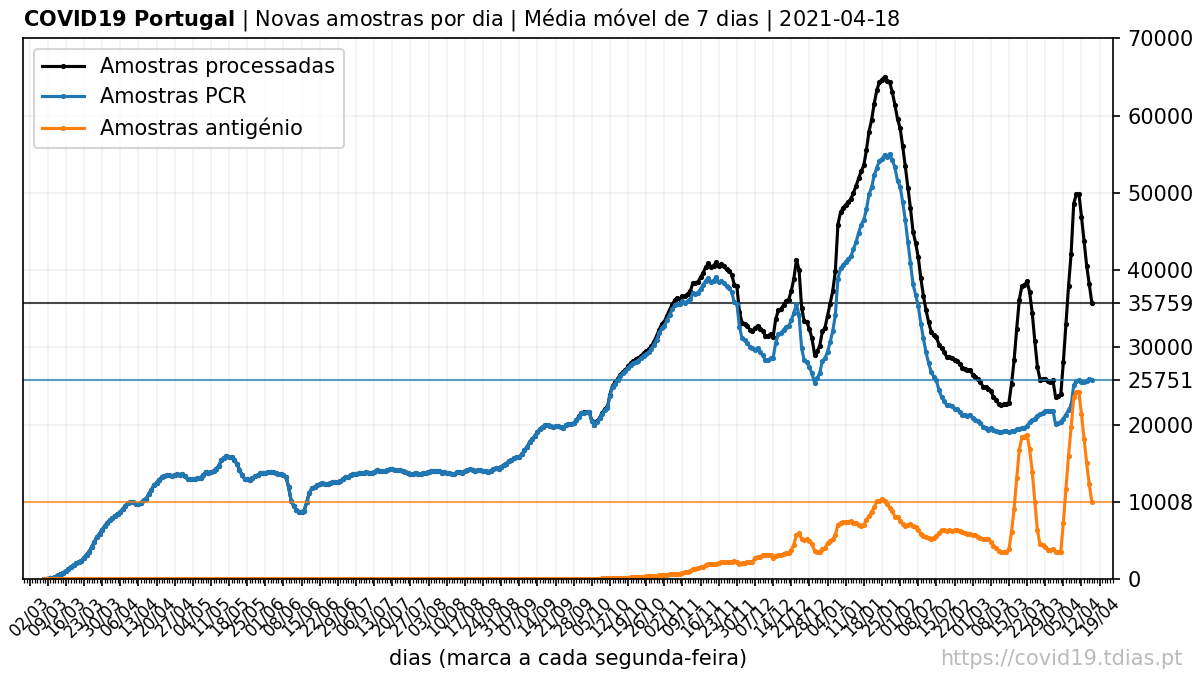 COVID19 Portugal | Novas amostras por dia | Média móvel de 7 dias | 2021-04-18
Amostras processadas
Amostras PCR
Amostras antigénio
70000
60000
50000
40000
35759
30000
25751
20000
10008
0
02/03 09/03 16/03 23/03 30/03 06/04 13/04 20/04 27/04 04/05 11/05 18/05 25/05 01/06 08/06 15/06 22/06 29/06 06/07 13/07 20/07 27/07 03/08 10/08 17/08 24/08 31/08 07/09 14/09 21/09 28/09 05/10 12/10 19/10 26/10 02/11 09/11 16/11 23/11 30/11 07/12 14/12 21/12 28/12 04/01 11/01 18/01 25/01 01/02 08/02 15/02 22/02 01/03 08/03 15/03 22/03 29/03 05/04 12/04 19/04
dias (marca a cada segunda-feira)
https://covid19.tdias.pt